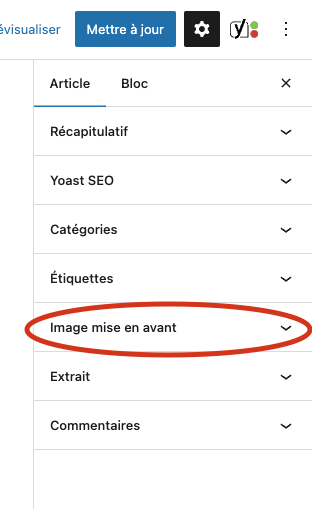 évisualiser Mettre à jour
Article Bloc
Récapitulatif
Yoast SEO
Catégories
Étiquettes
Image mise en avant
Extrait
Commentaires